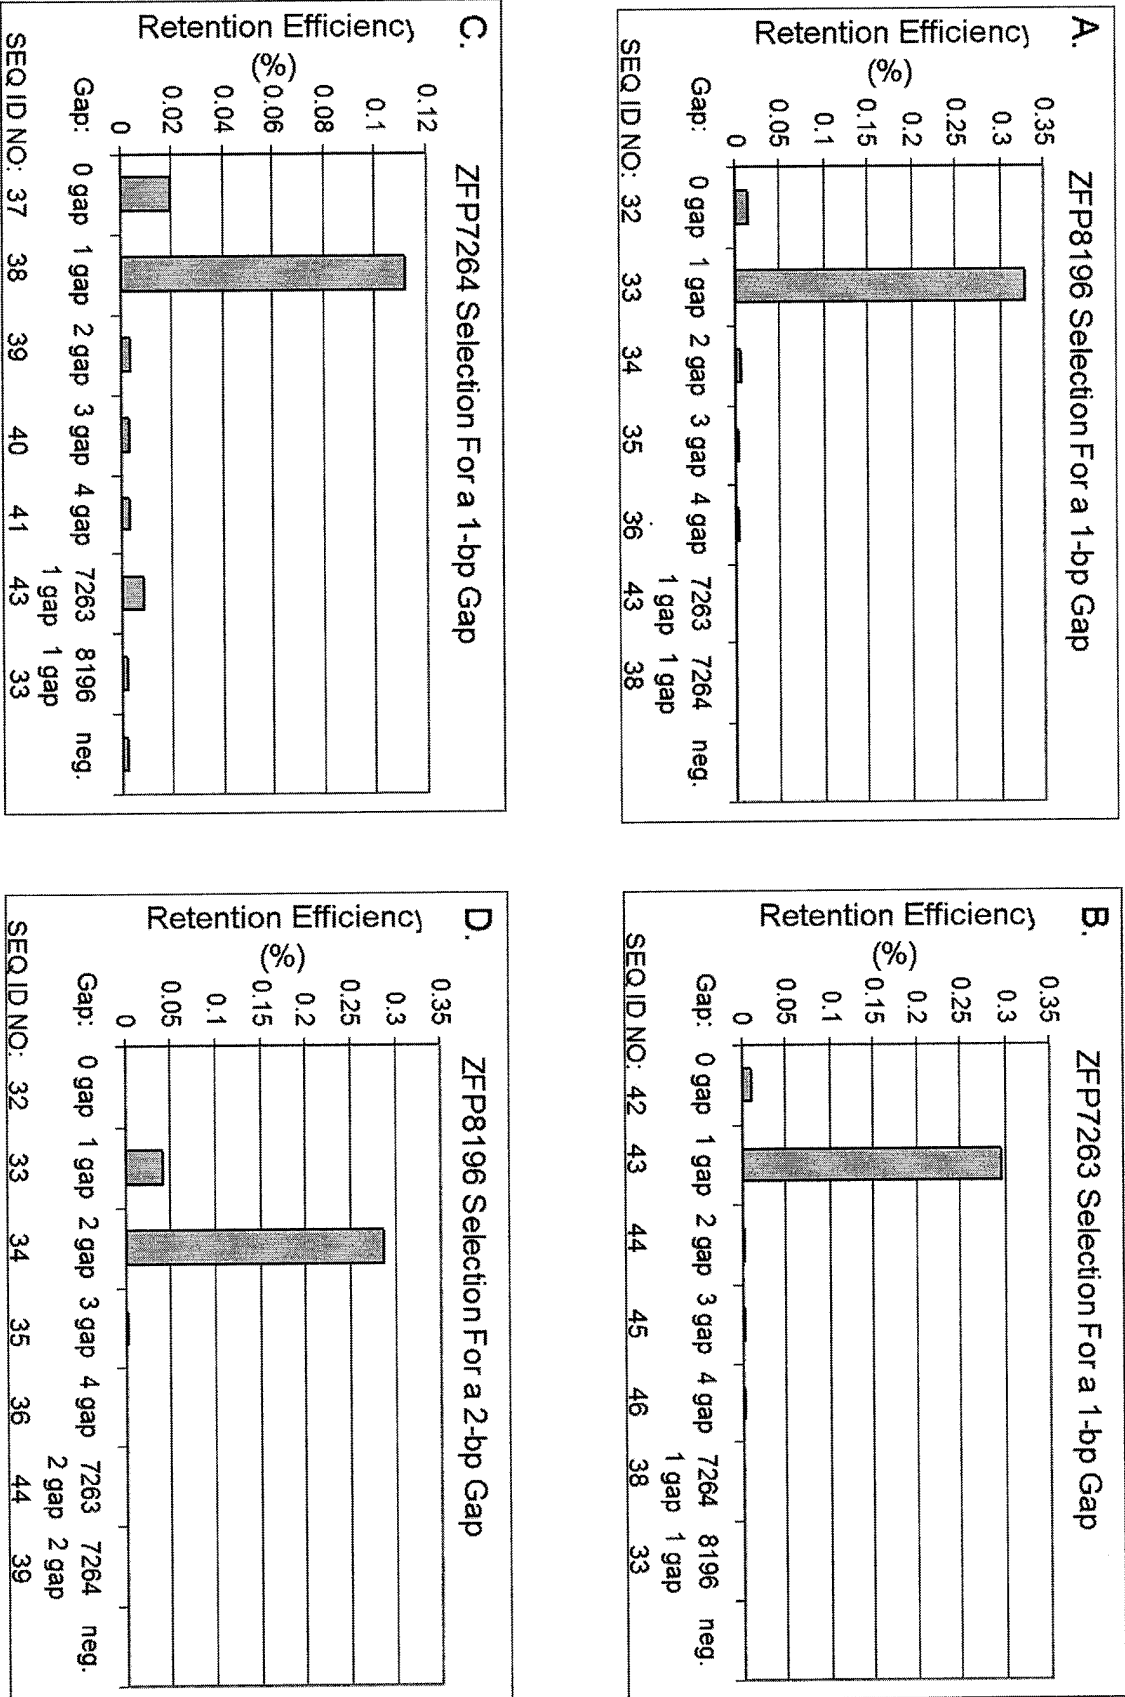 A.
ZFP8196 Selection For a 1-bp Gap
Retention Efficiency
(%)
0.35
0.3
0.25
0.2
0.15
0.1
0.05
0
Gap: 0 gap 1 gap 2 gap 3 gap 4 gap 7263 7264 neg.
1 gap 1 gap
SEQ ID NO: 32 33 34 35 36 43 38
B.
ZFP7263 Selection For a 1-bp Gap
Retention Efficiency
(%)
0.35
0.3
0.25
0.2
0.15
0.1
0.05
0
Gap: 0 gap 1 gap 2 gap 3 gap 4 gap 7264 8196 neg.
1 gap 1 gap
SEQ ID NO: 42 43 44 45 46 38 33
C.
ZFP7264 Selection For a 1-bp Gap
Retention Efficiency
(%)
0.12
0.1
0.08
0.06
0.04
0.02
0
Gap: 0 gap 1 gap 2 gap 3 gap 4 gap 7263 8196 neg.
1 gap 1 gap
SEQ ID NO: 37 38 39 40 41 43 33
D.
ZFP8196 Selection For a 2-bp Gap
Retention Efficiency
(%)
0.35
0.3
0.25
0.2
0.15
0.1
0.05
0
Gap: 0 gap 1 gap 2 gap 3 gap 4 gap 7263 7264 neg.
2 gap 2 gap
SEQ ID NO: 32 33 34 35 36 44 39